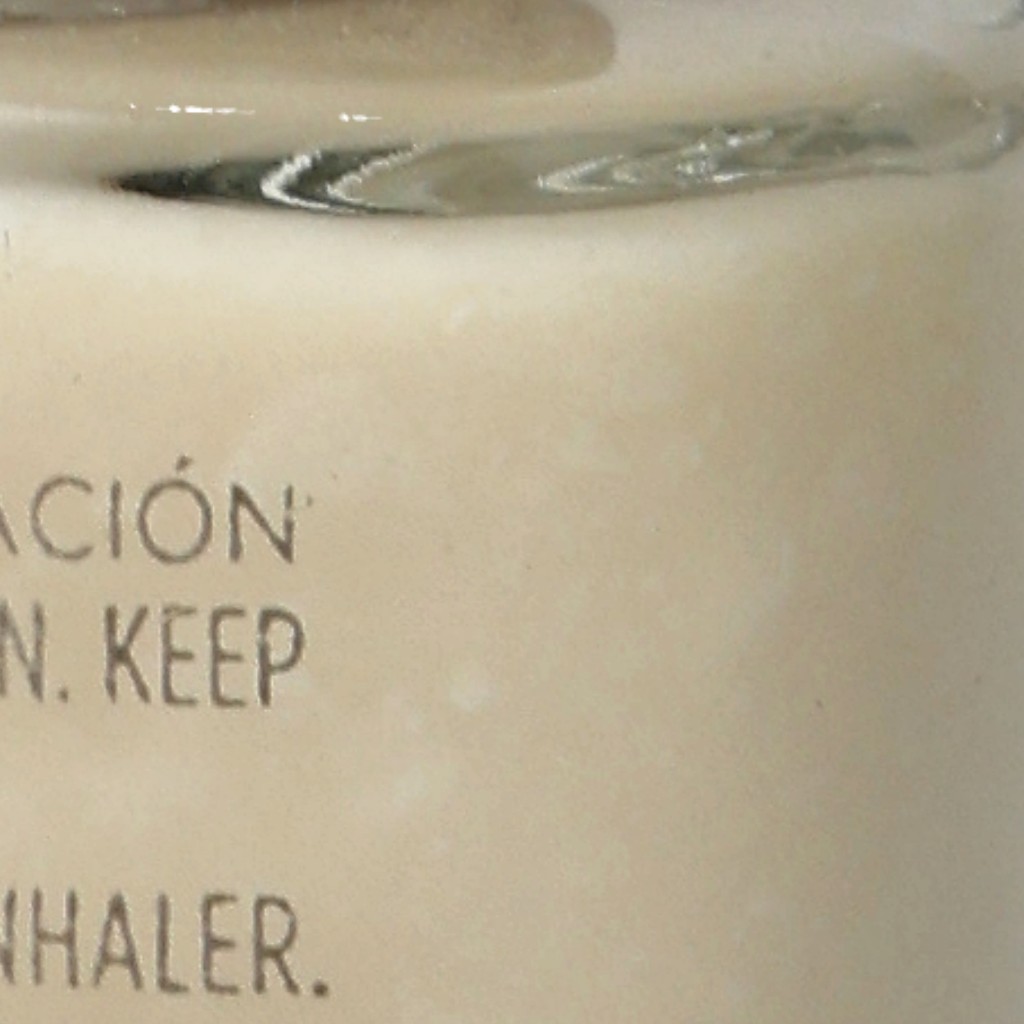 ACIÓN
N. KEEP
NHALER.